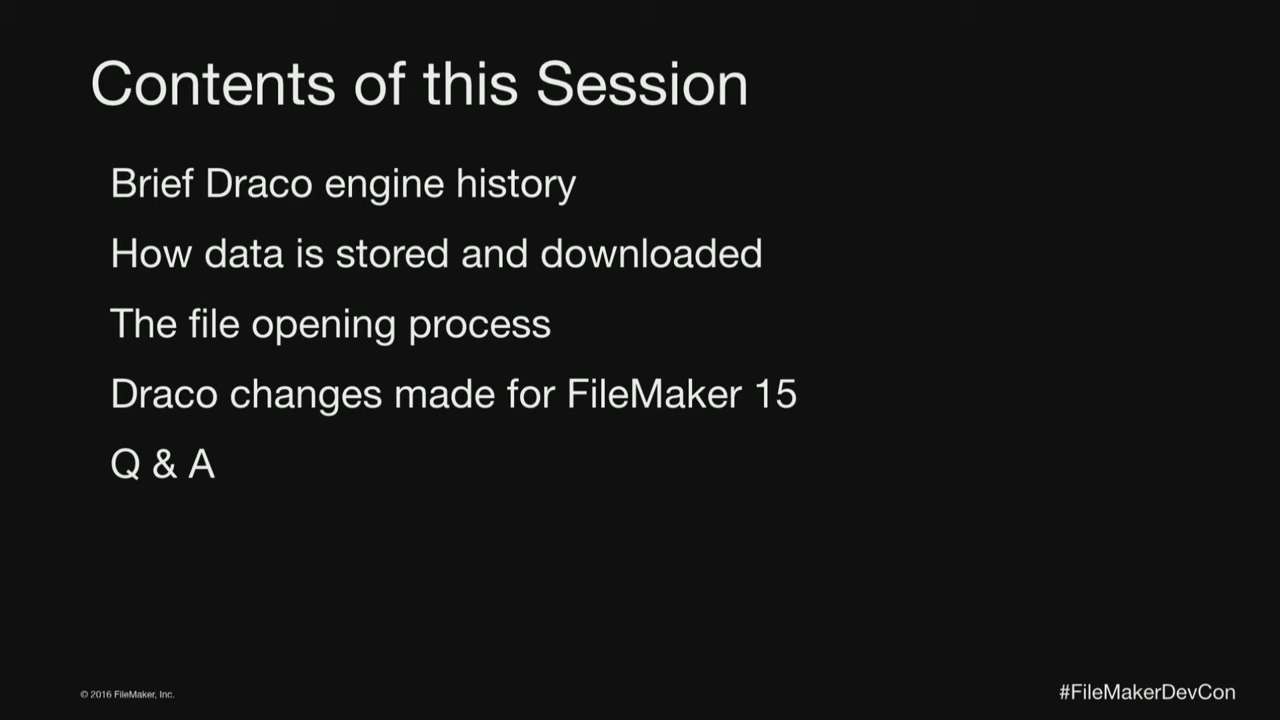 Contents of this Session
Brief Draco engine history
How data is stored and downloaded
The file opening process
Draco changes made for FileMaker 15
Q & A
© 2016 FileMaker, Inc.
#FileMakerDevCon